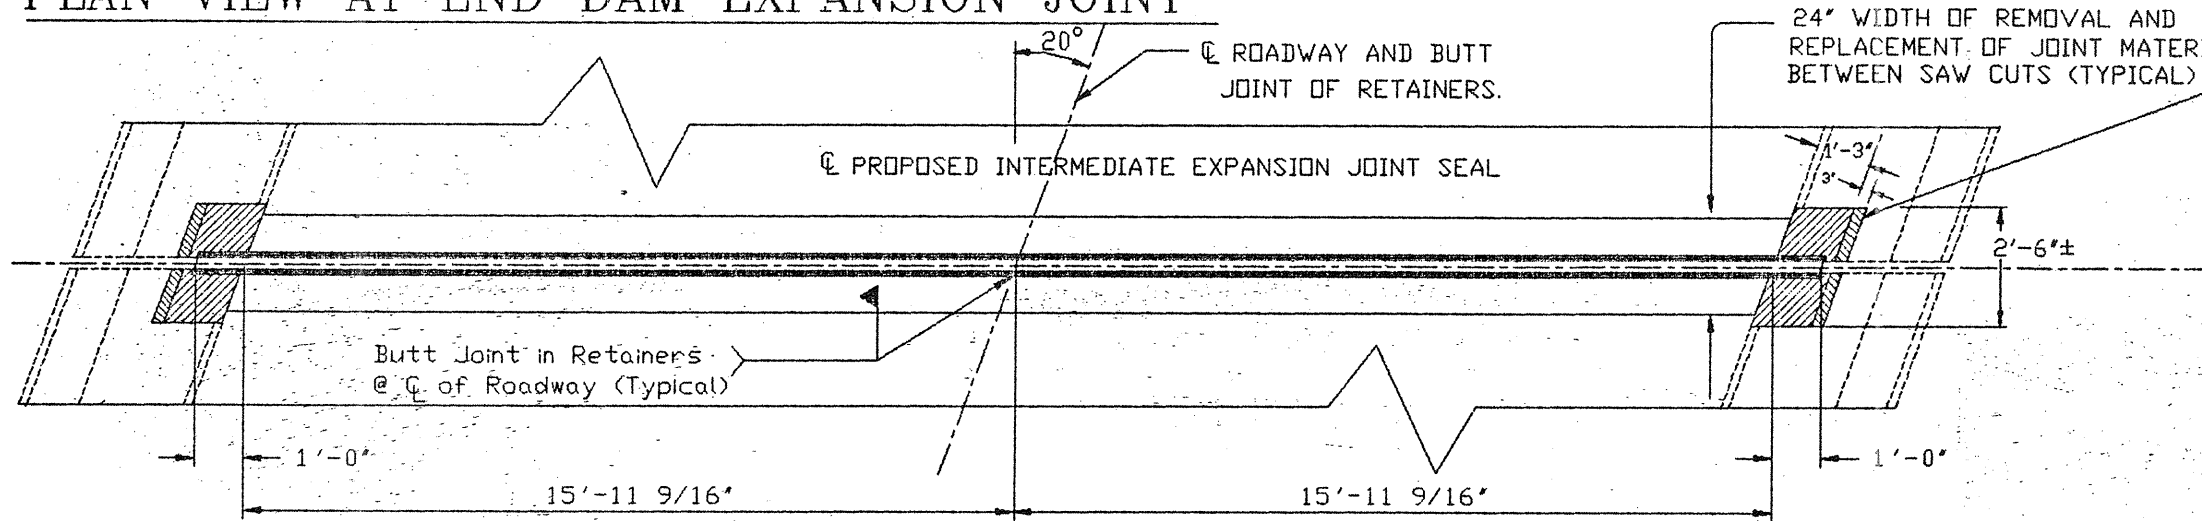 PLAN VIEW AT END DAM EXPANSION JOINT
20°
℄ ROADWAY AND BUTT
JOINT OF RETAINERS.
24" WIDTH OF REMOVAL AND
REPLACEMENT OF JOINT MATER
BETWEEN SAW CUTS (TYPICAL)
℄ PROPOSED INTERMEDIATE EXPANSION JOINT SEAL
1'-3"
3"
2'-6"±
Butt Joint in Retainers
@ ℄ of Roadway (Typical)
1'-0"
1'-0"
15'-11 9/16"
15'-11 9/16"